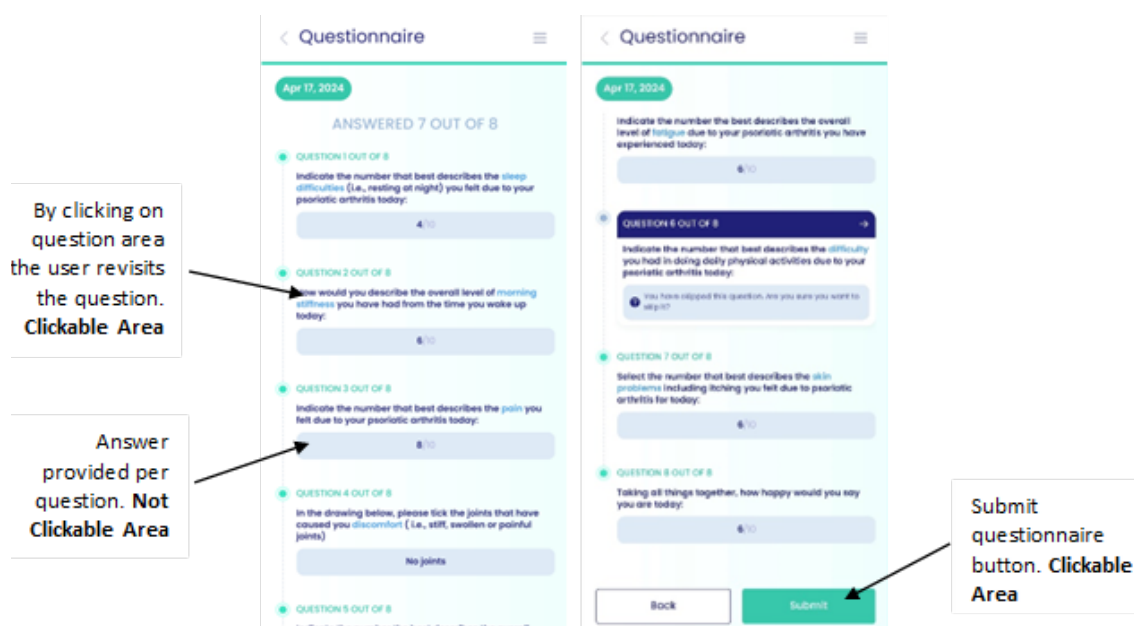 Questionnaire
Apr 17, 2024
ANSWERED 7 OUT OF 8
QUESTION 1 OUT OF 8
Indicate the number that best describes the sleep
difficulties (i.e., resting at night) you felt due to your
psoriatic arthritis today:
4/10
QUESTION 2 OUT OF 8
How would you describe the overall level of morning
stiffness you have had from the time you woke up
today:
6/10
QUESTION 3 OUT OF 8
Indicate the number that best describes the pain you
felt due to your psoriatic arthritis today:
8/10
QUESTION 4 OUT OF 8
In the drawing below, please tick the joints that have
caused you discomfort ( i.e., stiff, swollen or painful
joints)
No joints
QUESTION 5 OUT OF 8
By clicking on
question area
the user revisits
the question.
Clickable Area
Answer
provided per
question. Not
Clickable Area
Questionnaire
Apr 17, 2024
Indicate the number the best describes the overall
level of fatigue due to your psoriatic arthritis you have
experienced today:
6/10
QUESTION 6 OUT OF 8
Indicate the number that best describes the difficulty
you had in doing daily physical activities due to your
psoriatic arthritis today:
You have skipped this question. Are you sure you want to
skip it?
QUESTION 7 OUT OF 8
Select the number that best describes the skin
problems including itching you felt due to psoriatic
arthritis for today:
6/10
QUESTION 8 OUT OF 8
Taking all things together, how happy would you say
you are today:
6/10
Back
Submit
Submit
questionnaire
button. Clickable
Area